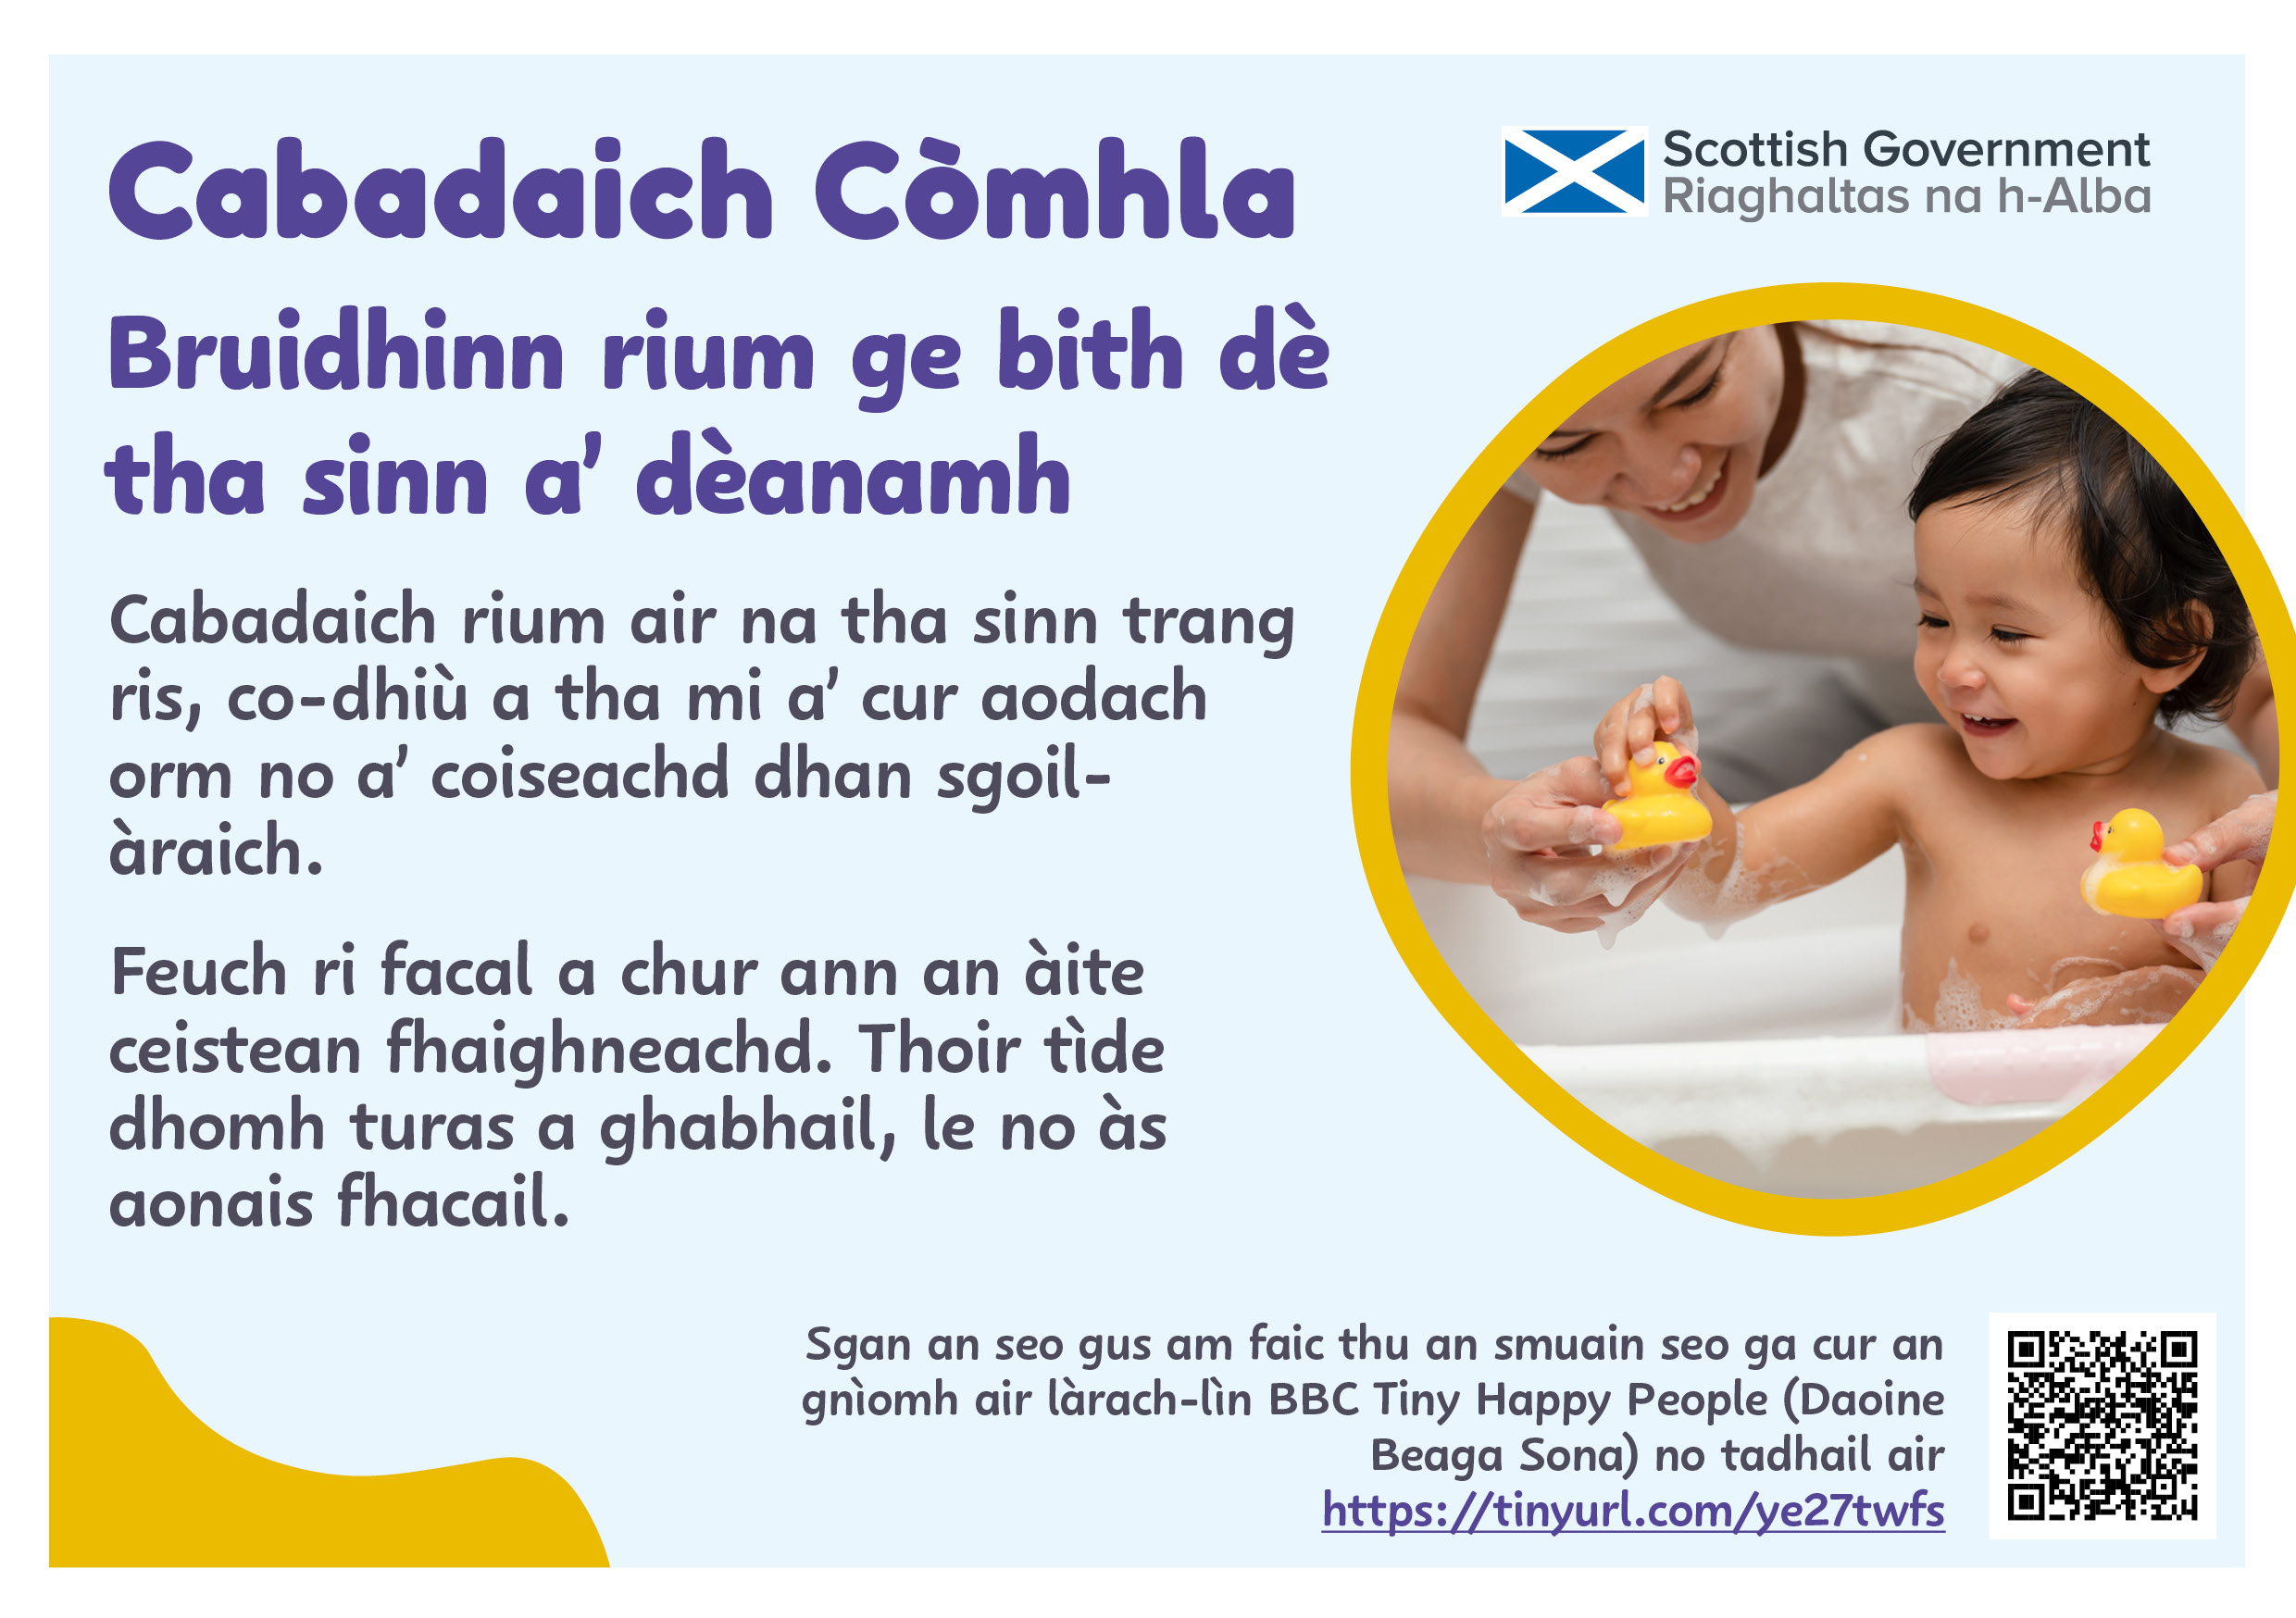 Cabadaich Còmhla
Scottish Government
Riaghaltas na h-Alba
Bruidhinn rium ge bith dè
tha sinn a’ dèanamh
Cabadaich rium air na tha sinn trang
ris, co-dhiù a tha mi a’ cur aodach
orm no a’ coiseachd dhan sgoil-
àraich.
Feuch ri facal a chur ann an àite
ceistean fhaighneachd. Thoir tìde
dhomh turas a ghabhail, le no às
aonais fhacail.
Sgan an seo gus am faic thu an smuain seo ga cur an
gnìomh air làrach-lìn BBC Tiny Happy People (Daoine
Beaga Sona) no tadhail air
https://tinyurl.com/ye27twfs